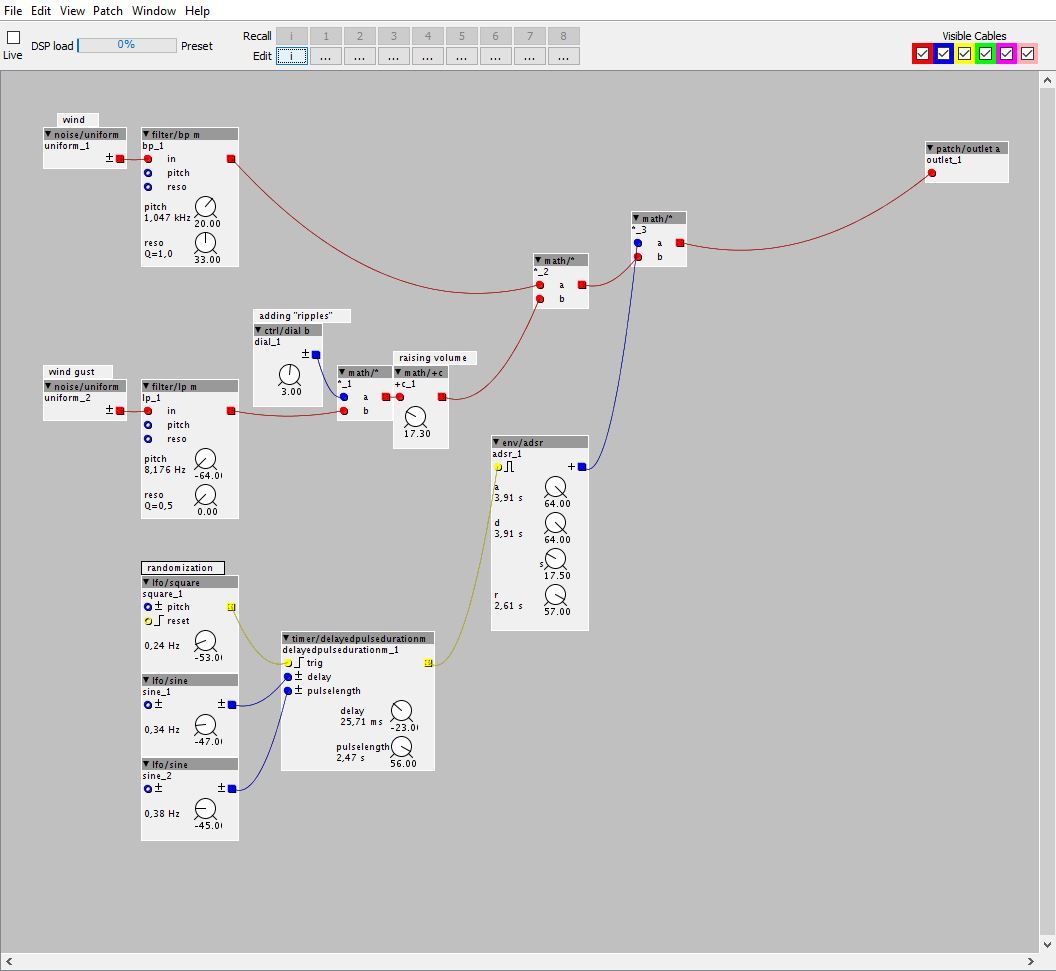 File Edit View Patch Window Help
Live
DSP load 0% Preset
Recall i 1 2 3 4 5 6 7 8
Edit i ... ... ... ... ... ... ... ...
Visible Cables
wind
noise/uniform
uniform_1
±
filter/bp m
bp_1
in
pitch
reso
pitch
1,047 kHz
20.00
reso
Q=1,0
33.00
patch/outlet a
outlet_1
math/*
*_3
a
b
math/*
*_2
a
b
adding "ripples"
ctrl/dial b
dial_1
±
3.00
wind gust
noise/uniform
uniform_2
±
filter/lp m
lp_1
in
pitch
reso
pitch
8,176 Hz
-64.0
reso
Q=0,5
0.00
math/*
*_1
a
b
raising volume
math/+c
+c_1
17.30
env/adsr
adsr_1
+
a
3,91 s
64.00
d
3,91 s
64.00
s
17.50
r
2,61 s
57.00
randomization
lfo/square
square_1
± pitch
reset
0,24 Hz
-53.0
lfo/sine
sine_1
± ±
0,34 Hz
-47.0
lfo/sine
sine_2
± ±
0,38 Hz
-45.0
timer/delayedpulsedurationm
delayedpulsedurationm_1
trig
± delay
± pulselength
delay
25,71 ms
-23.0
pulselength
2,47 s
56.00